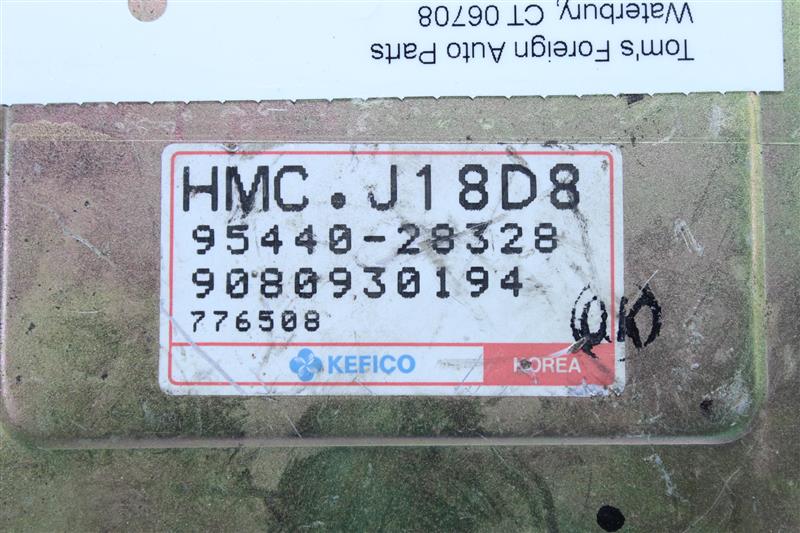 Tom's Foreign Auto Parts
Waterbury, CT 06708
HMC.J18D8
95440-28328
9080930194
776508
KEFICO
KOREA